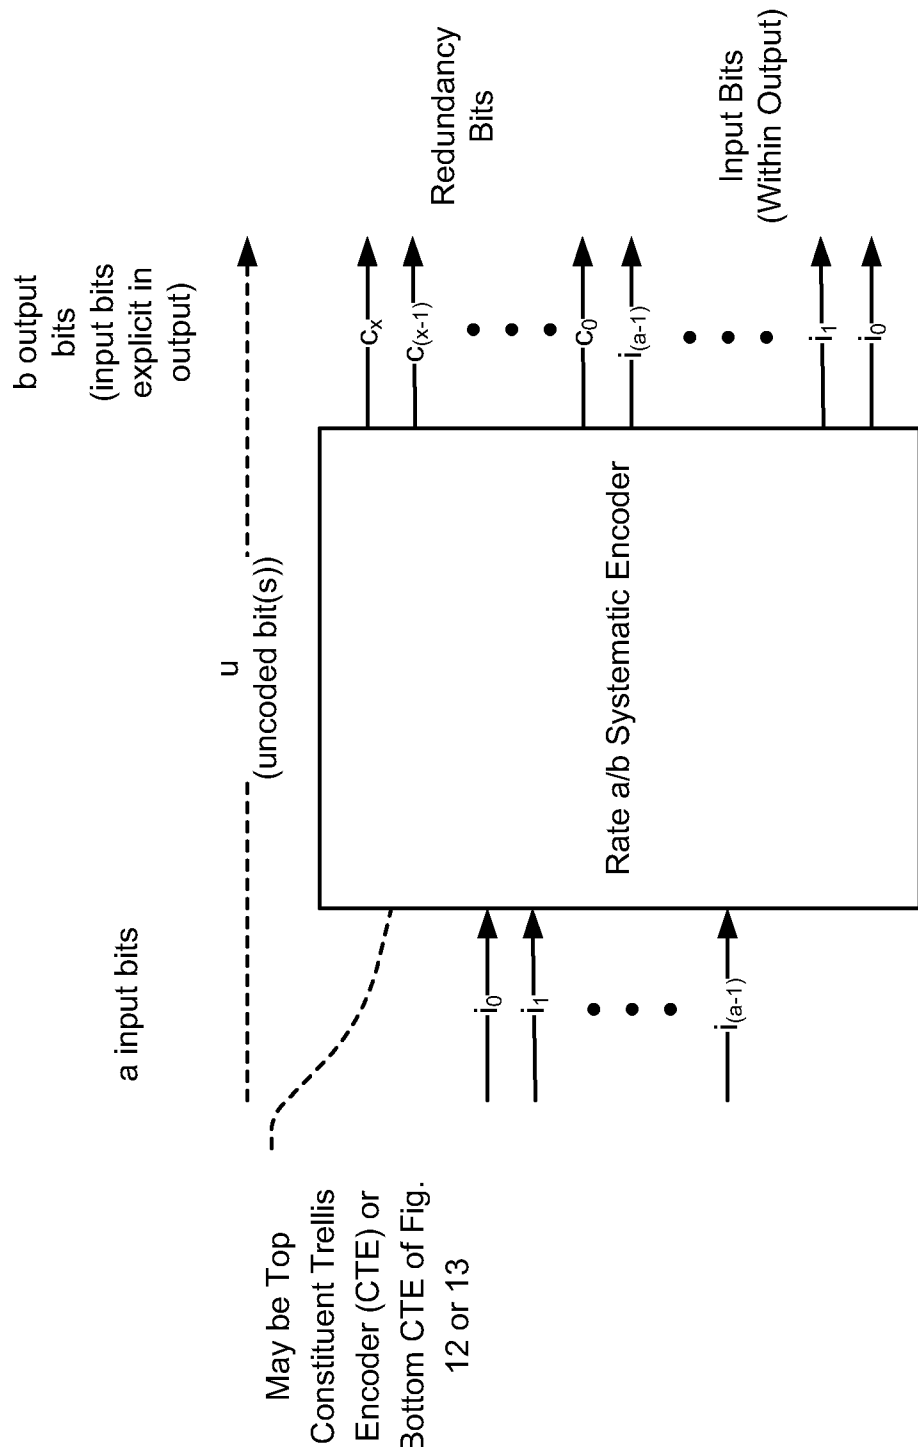 a input bits
b output
bits
(input bits
explicit in
output)
u
(uncoded bit(s))
May be Top
Constituent Trellis
Encoder (CTE) or
Bottom CTE of Fig.
12 or 13
i0
i1
i(a-1)
Rate a/b Systematic Encoder
cx
c(x-1)
c0
i(a-1)
i1
i0
Redundancy
Bits
Input Bits
(Within Output)